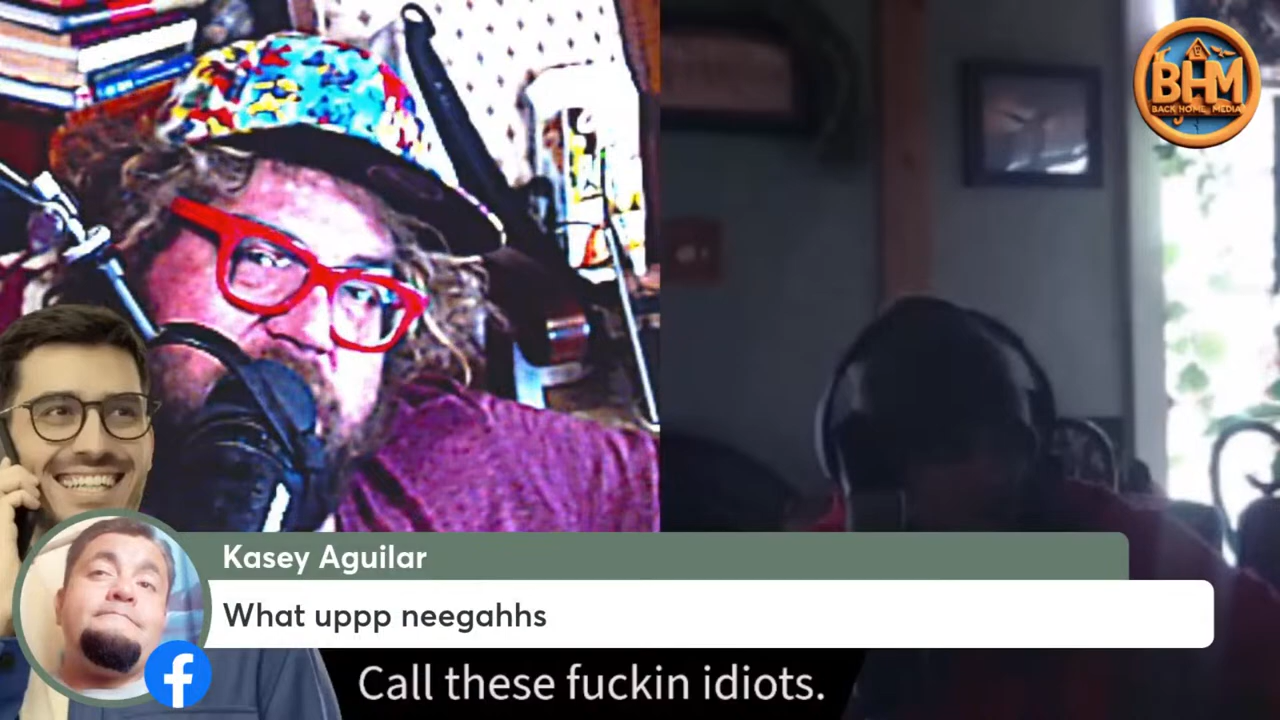 BHM
BACK HOME MEDIA
Kasey Aguilar
What uppp neegahhs
Call these fuckin idiots.